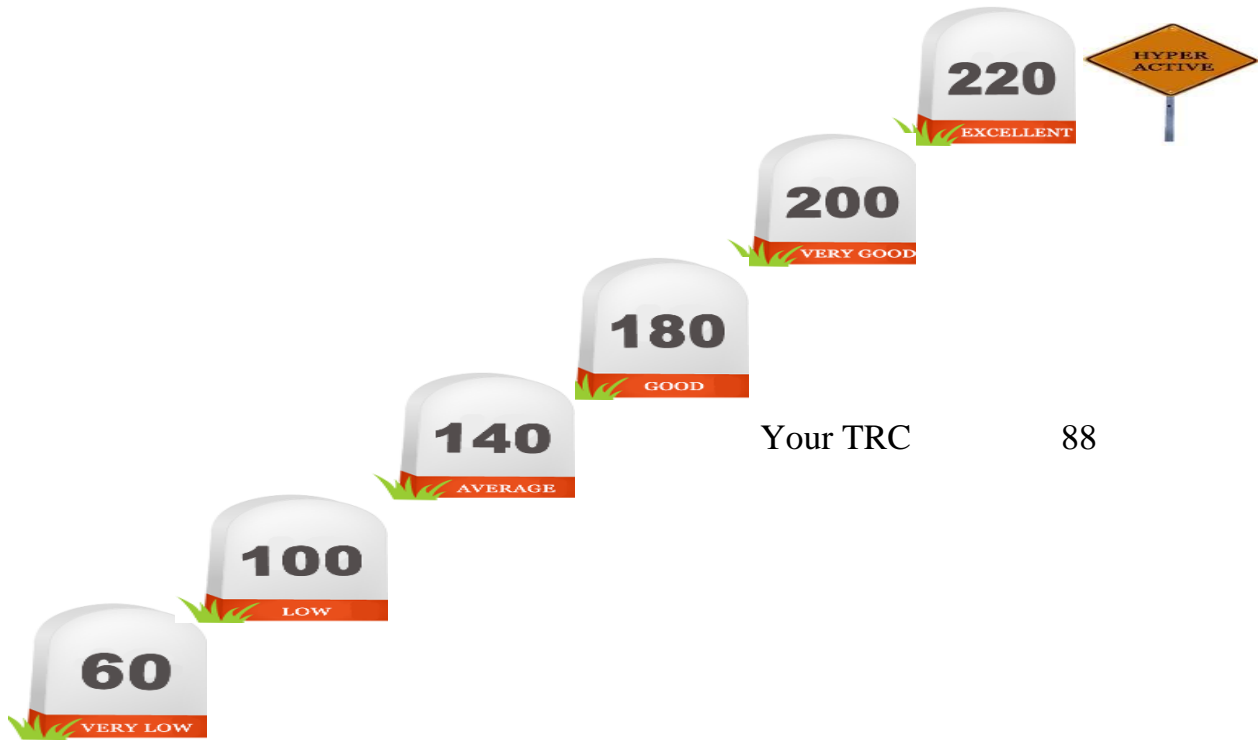 220
EXCELLENT
HYPER
ACTIVE
200
VERY GOOD
180
GOOD
140
AVERAGE
Your TRC 88
100
LOW
60
VERY LOW